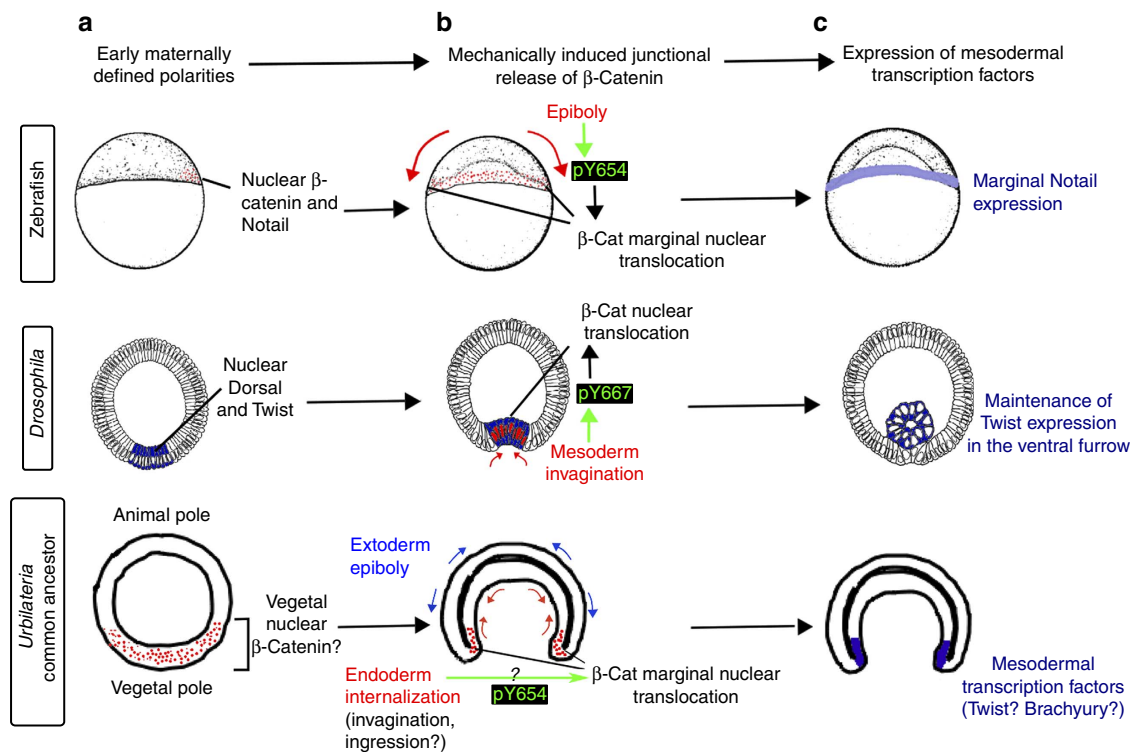 a
b
c
Early maternally
defined polarities
Mechanically induced junctional
release of β-Catenin
Expression of mesodermal
transcription factors
Zebrafish
Nuclear β-
catenin and
Notail
Epiboly
pY654
β-Cat marginal nuclear
translocation
Marginal Notail
expression
Drosophila
Nuclear
Dorsal
and Twist
β-Cat nuclear
translocation
pY667
Mesoderm
invagination
Maintenance of
Twist expression
in the ventral furrow
Urbilateria
common ancestor
Animal pole
Vegetal pole
Vegetal
nuclear
β-Catenin?
Extoderm
epiboly
Endoderm
internalization
(invagination,
ingression?)
?
pY654
β-Cat marginal nuclear
translocation
Mesodermal
transcription factors
(Twist? Brachyury?)